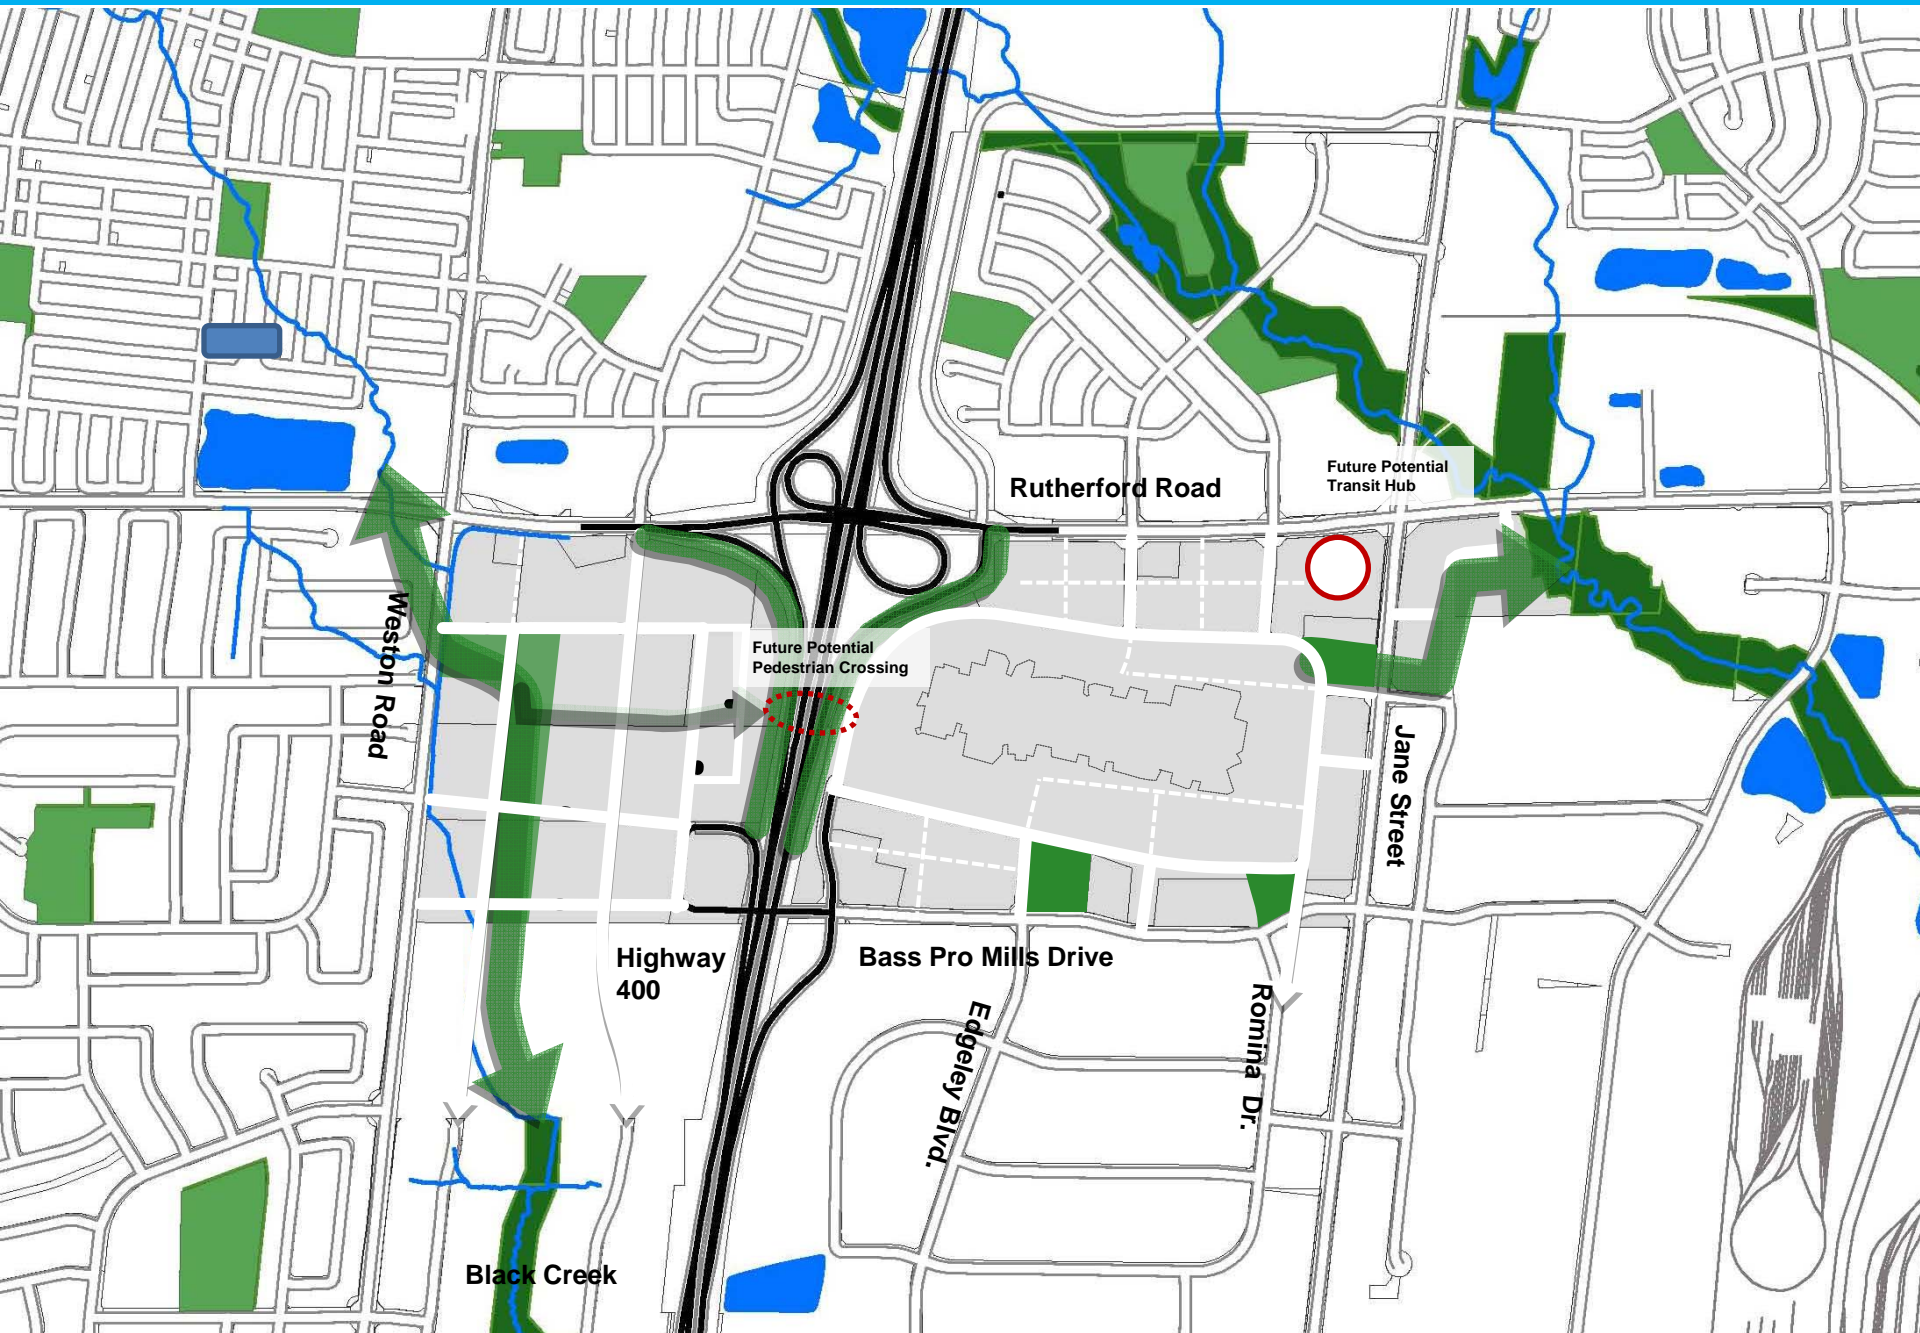 Future Potential
Transit Hub
Rutherford Road
Weston Road
Future Potential
Pedestrian Crossing
Jane Street
Highway
400
Bass Pro Mills Drive
Edgeley Blvd.
Romina Dr.
Black Creek